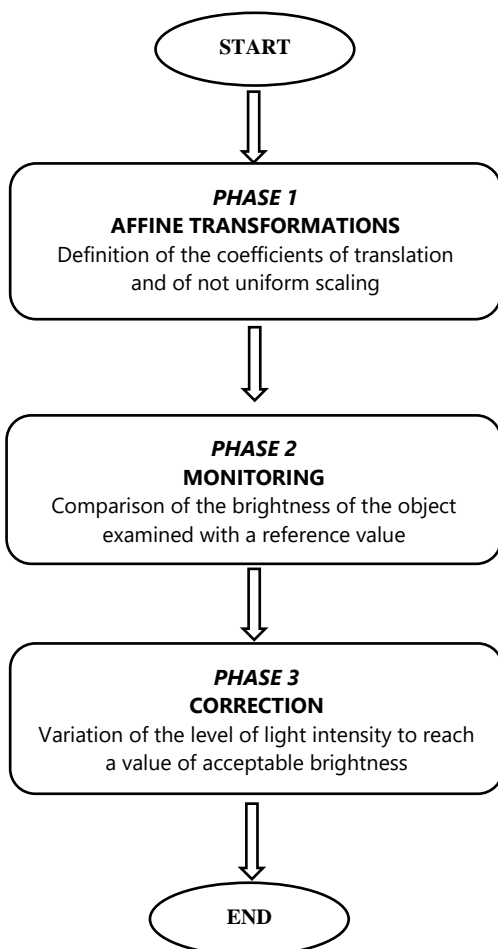 START
PHASE 1
AFFINE TRANSFORMATIONS
Definition of the coefficients of translation
and of not uniform scaling
PHASE 2
MONITORING
Comparison of the brightness of the object
examined with a reference value
PHASE 3
CORRECTION
Variation of the level of light intensity to reach
a value of acceptable brightness
END